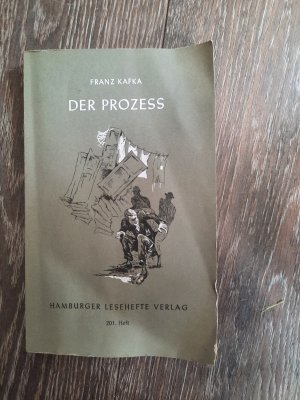 FRANZ KAFKA
DER PROZESS
HAMBURGER LESEHEFTE VERLAG
201. Heft